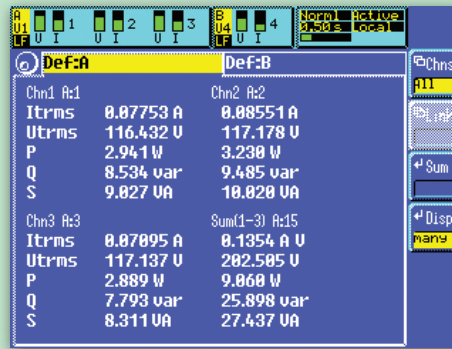 A U1 LF U I 1 U I 2 U I 3 B U4 LF U I 4 Norml Active
0.50s Local
Def:A Def:B
Chns
All
Chn1 A:1 Chn2 A:2
Itrms 0.07753 A 0.08551 A
Utrms 116.432 V 117.178 V
P 2.941 W 3.230 W
Q 8.534 var 9.485 var
S 9.027 VA 10.020 VA
Link
Sum
Chn3 A:3 Sum(1-3) A:15
Itrms 0.07095 A 0.1354 A V
Utrms 117.137 V 202.505 V
P 2.889 W 9.060 W
Q 7.793 var 25.898 var
S 8.311 VA 27.437 VA
Disp
many